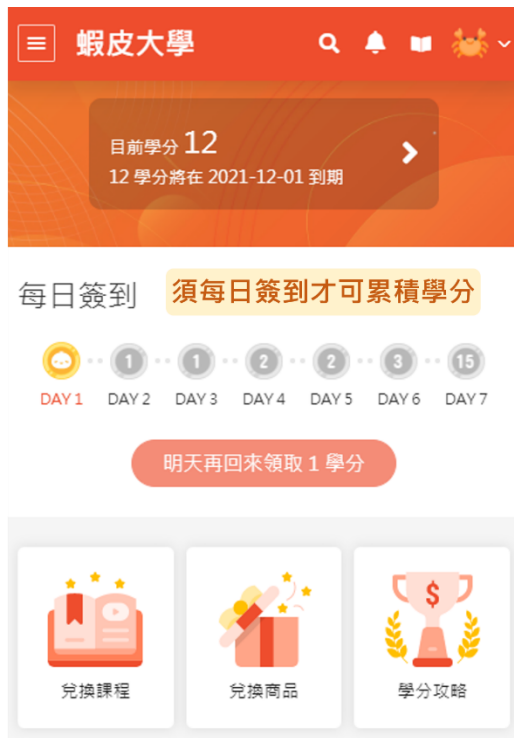 蝦皮大學
目前學分 12
12 學分將在 2021-12-01 到期
每日簽到 須每日簽到才可累積學分
1 1 2 2 3 15
DAY 1 DAY 2 DAY 3 DAY 4 DAY 5 DAY 6 DAY 7
明天再回來領取 1 學分
$
兌換課程 兌換商品 學分攻略